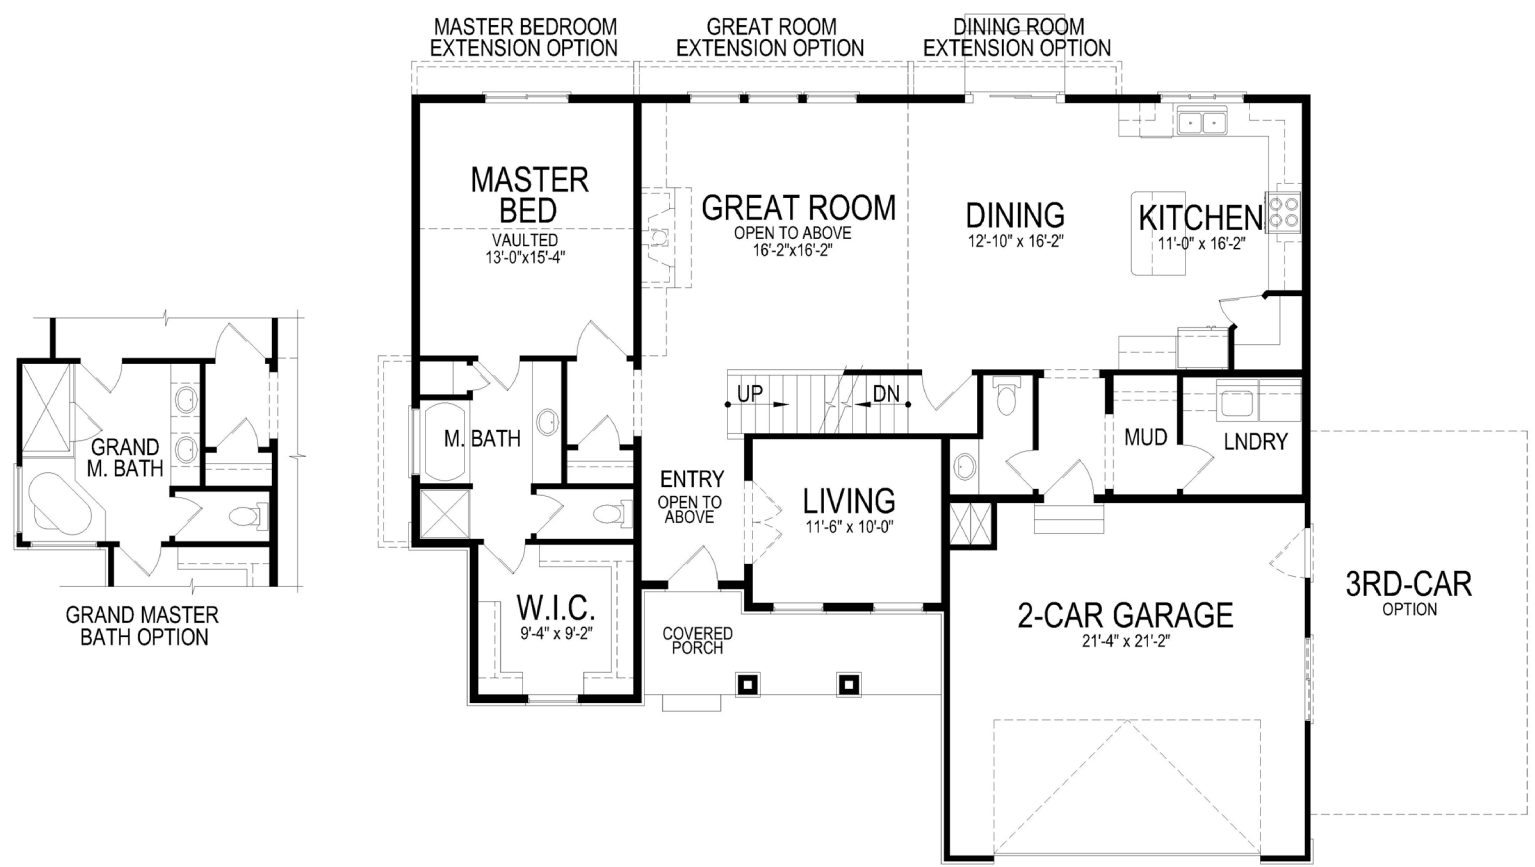 MASTER BEDROOM
EXTENSION OPTION
GREAT ROOM
EXTENSION OPTION
DINING ROOM
EXTENSION OPTION
MASTER
BED
VAULTED
13'-0"x15'-4"
GREAT ROOM
OPEN TO ABOVE
16'-2"x16'-2"
DINING
12'-10" x 16'-2"
KITCHEN
11'-0" x 16'-2"
UP
DN
M. BATH
MUD
LNDRY
GRAND
M. BATH
ENTRY
OPEN TO
ABOVE
LIVING
11'-6" x 10'-0"
W.I.C.
9'-4" x 9'-2"
COVERED
PORCH
2-CAR GARAGE
21'-4" x 21'-2"
3RD-CAR
OPTION
GRAND MASTER
BATH OPTION